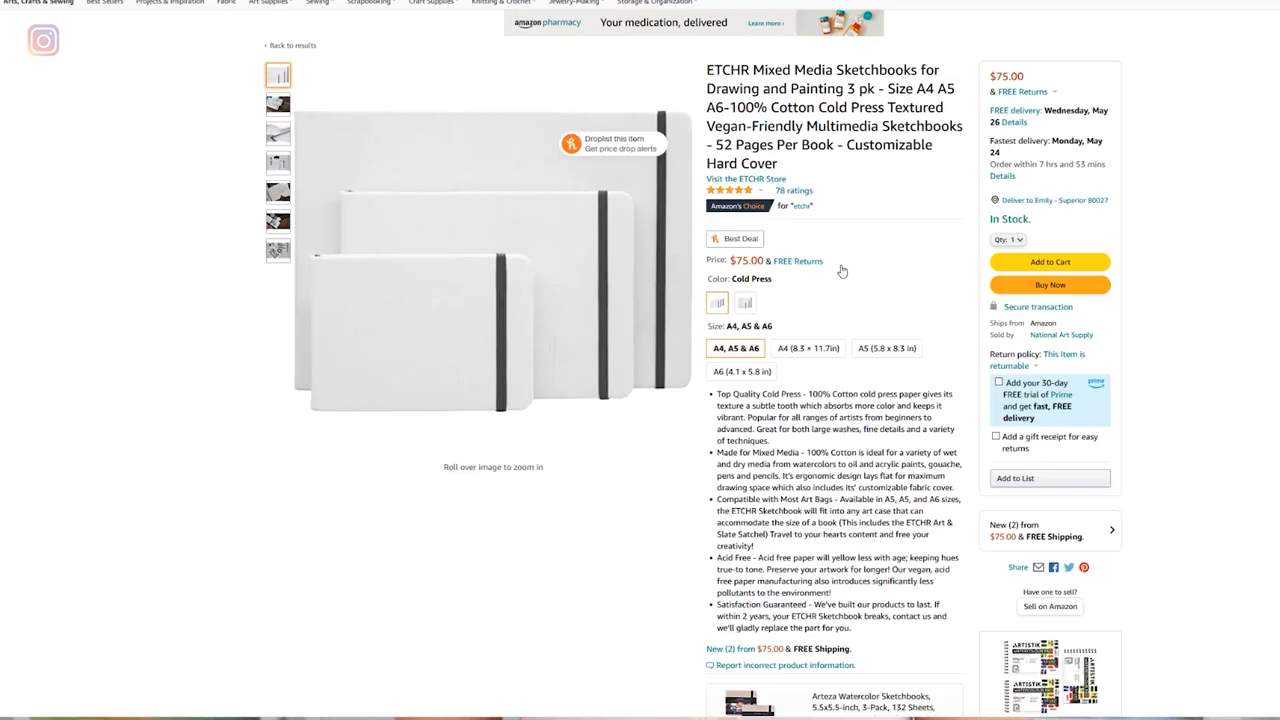 Arts, Crafts & Sewing Best Sellers Projects & Inspiration Fabric Art Supplies Sewing Scrapbooking Craft Supplies Knitting & Crochet Jewelry-Making Storage & Organization
amazon pharmacy Your medication, delivered Learn more ›
‹ Back to results
ETCHR Mixed Media Sketchbooks for
Drawing and Painting 3 pk - Size A4 A5
A6-100% Cotton Cold Press Textured
Vegan-Friendly Multimedia Sketchbooks
- 52 Pages Per Book - Customizable
Hard Cover
Visit the ETCHR Store
78 ratings
Amazon's Choice for "etchr"
Droplist this item
Get price drop alerts
Roll over image to zoom in
Best Deal
Price: $75.00 & FREE Returns
Color: Cold Press
Size: A4, A5 & A6
A4, A5 & A6 A4 (8.3 × 11.7in) A5 (5.8 x 8.3 in)
A6 (4.1 x 5.8 in)
• Top Quality Cold Press - 100% Cotton cold press paper gives its
texture a subtle tooth which absorbs more color and keeps it
vibrant. Popular for all ranges of artists from beginners to
advanced. Great for both large washes, fine details and a variety
of techniques.
• Made for Mixed Media - 100% Cotton is ideal for a variety of wet
and dry media from watercolors to oil and acrylic paints, gouache,
pens and pencils. It's ergonomic design lays flat for maximum
drawing space which also includes its' customizable fabric cover.
• Compatible with Most Art Bags - Available in A5, A5, and A6 sizes,
the ETCHR Sketchbook will fit into any art case that can
accommodate the size of a book (This includes the ETCHR Art &
Slate Satchel) Travel to your hearts content and free your
creativity!
• Acid Free - Acid free paper will yellow less with age; keeping hues
true-to tone. Preserve your artwork for longer! Our vegan, acid
free paper manufacturing also introduces significantly less
pollutants to the environment!
• Satisfaction Guaranteed - We've built our products to last. If
within 2 years, your ETCHR Sketchbook breaks, contact us and
we'll gladly replace the part for you.
New (2) from $75.00 & FREE Shipping.
Report incorrect product information.
Arteza Watercolor Sketchbooks,
5.5x5.5-inch, 3-Pack, 132 Sheets,
$75.00
& FREE Returns
FREE delivery: Wednesday, May
26 Details
Fastest delivery: Monday, May
24
Order within 7 hrs and 53 mins
Details
Deliver to Emily - Superior 80027
In Stock.
Qty: 1
Add to Cart
Buy Now
Secure transaction
Ships from Amazon
Sold by National Art Supply
Return policy: This item is
returnable
Add your 30-day prime
FREE trial of Prime
and get fast, FREE
delivery
Add a gift receipt for easy
returns
Add to List
New (2) from
$75.00 & FREE Shipping.
Share
Have one to sell?
Sell on Amazon
ARTISTIK
ARTISTIK